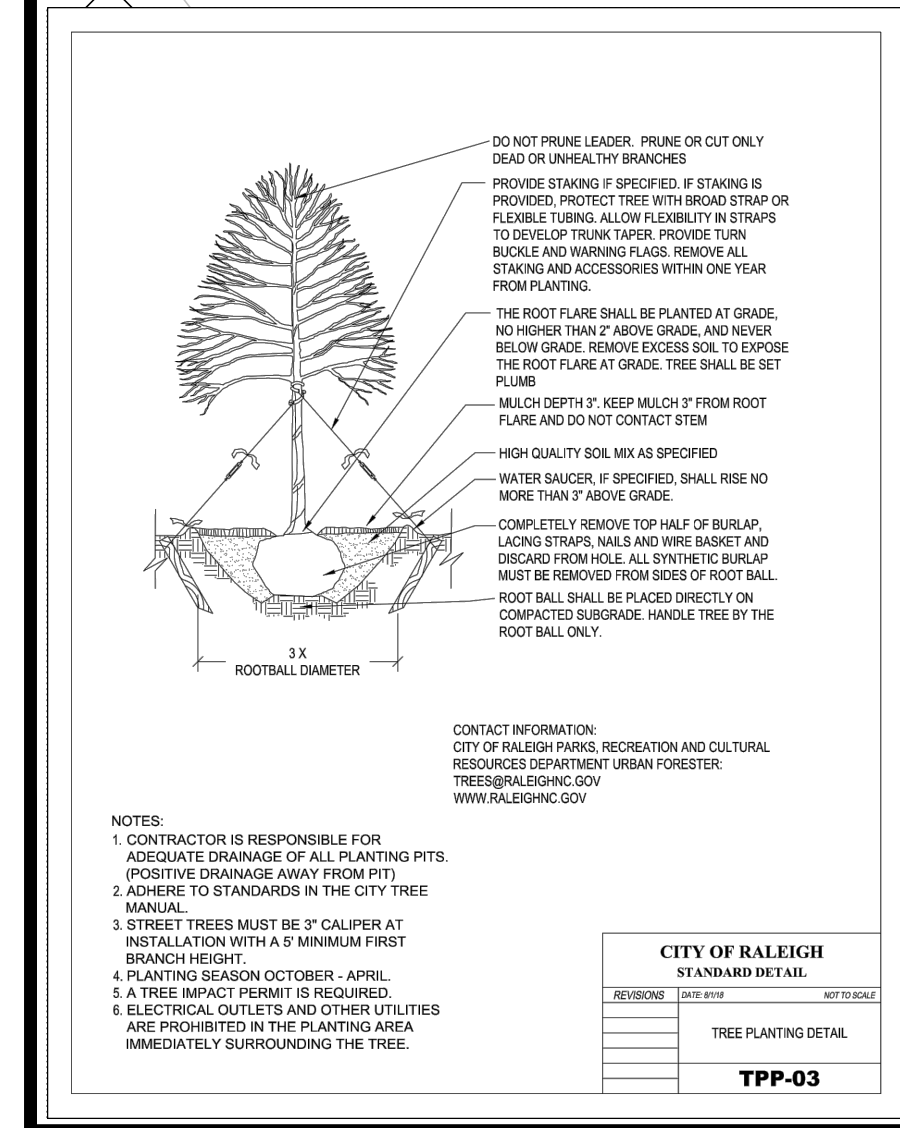 DO NOT PRUNE LEADER. PRUNE OR CUT ONLY
DEAD OR UNHEALTHY BRANCHES
PROVIDE STAKING IF SPECIFIED. IF STAKING IS
PROVIDED, PROTECT TREE WITH BROAD STRAP OR
FLEXIBLE TUBING. ALLOW FLEXIBILITY IN STRAPS
TO DEVELOP TRUNK TAPER. PROVIDE TURN
BUCKLE AND WARNING FLAGS. REMOVE ALL
STAKING AND ACCESSORIES WITHIN ONE YEAR
FROM PLANTING.
THE ROOT FLARE SHALL BE PLANTED AT GRADE,
NO HIGHER THAN 2" ABOVE GRADE, AND NEVER
BELOW GRADE. REMOVE EXCESS SOIL TO EXPOSE
THE ROOT FLARE AT GRADE. TREE SHALL BE SET
PLUMB
MULCH DEPTH 3". KEEP MULCH 3" FROM ROOT
FLARE AND DO NOT CONTACT STEM
HIGH QUALITY SOIL MIX AS SPECIFIED
WATER SAUCER, IF SPECIFIED, SHALL RISE NO
MORE THAN 3" ABOVE GRADE.
COMPLETELY REMOVE TOP HALF OF BURLAP,
LACING STRAPS, NAILS AND WIRE BASKET AND
DISCARD FROM HOLE. ALL SYNTHETIC BURLAP
MUST BE REMOVED FROM SIDES OF ROOT BALL.
ROOT BALL SHALL BE PLACED DIRECTLY ON
COMPACTED SUBGRADE. HANDLE TREE BY THE
ROOT BALL ONLY.
3 X
ROOTBALL DIAMETER
CONTACT INFORMATION:
CITY OF RALEIGH PARKS, RECREATION AND CULTURAL
RESOURCES DEPARTMENT URBAN FORESTER:
TREES@RALEIGHNC.GOV
WWW.RALEIGHNC.GOV
NOTES:
1. CONTRACTOR IS RESPONSIBLE FOR
ADEQUATE DRAINAGE OF ALL PLANTING PITS.
(POSITIVE DRAINAGE AWAY FROM PIT)
2. ADHERE TO STANDARDS IN THE CITY TREE
MANUAL.
3. STREET TREES MUST BE 3" CALIPER AT
INSTALLATION WITH A 5' MINIMUM FIRST
BRANCH HEIGHT.
4. PLANTING SEASON OCTOBER - APRIL.
5. A TREE IMPACT PERMIT IS REQUIRED.
6. ELECTRICAL OUTLETS AND OTHER UTILITIES
ARE PROHIBITED IN THE PLANTING AREA
IMMEDIATELY SURROUNDING THE TREE.
CITY OF RALEIGH
STANDARD DETAIL
REVISIONS DATE: 8/1/18 NOT TO SCALE
TREE PLANTING DETAIL
TPP-03